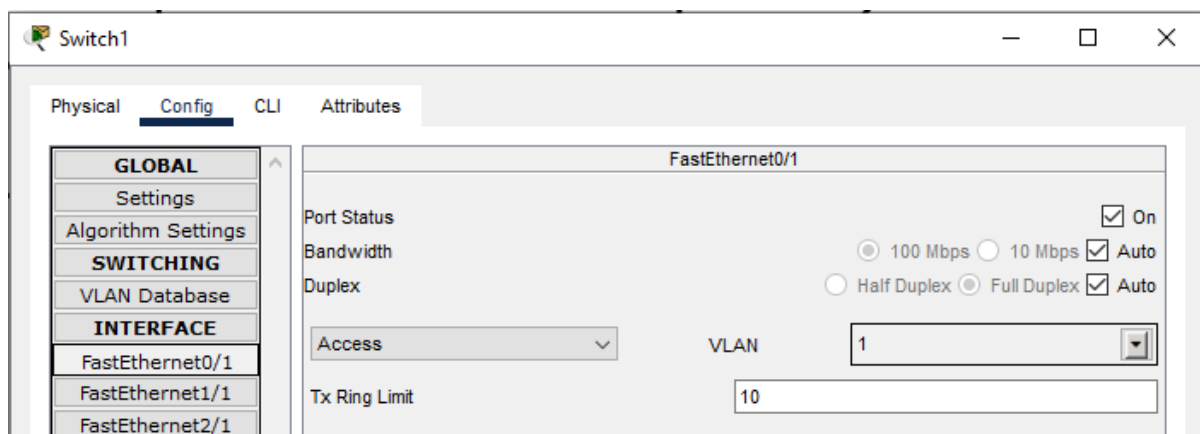 Switch1
Physical Config CLI Attributes
GLOBAL
Settings
Algorithm Settings
SWITCHING
VLAN Database
INTERFACE
FastEthernet0/1
FastEthernet1/1
FastEthernet2/1
FastEthernet0/1
Port Status On
Bandwidth 100 Mbps 10 Mbps Auto
Duplex Half Duplex Full Duplex Auto
Access VLAN 1
Tx Ring Limit 10